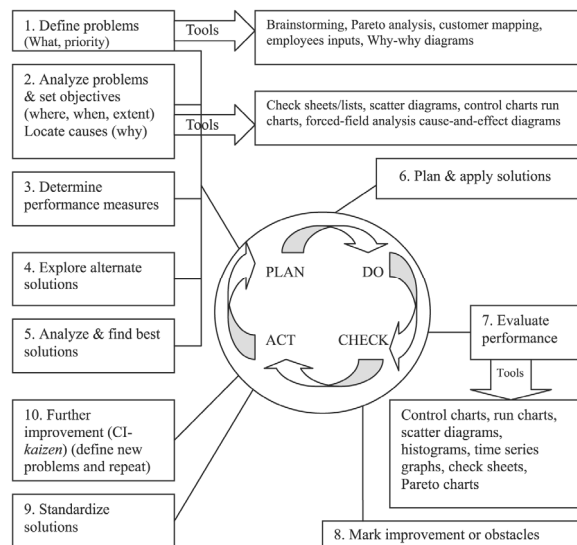 1. Define problems
(What, priority)
Tools
Brainstorming, Pareto analysis, customer mapping,
employees inputs, Why-why diagrams
2. Analyze problems
& set objectives
(where, when, extent)
Locate causes (why)
Tools
Check sheets/lists, scatter diagrams, control charts run
charts, forced-field analysis cause-and-effect diagrams
3. Determine
performance measures
6. Plan & apply solutions
4. Explore alternate
solutions
5. Analyze & find best
solutions
PLAN
DO
ACT
CHECK
7. Evaluate
performance
Tools
Control charts, run charts,
scatter diagrams,
histograms, time series
graphs, check sheets,
Pareto charts
10. Further
improvement (CI-
kaizen) (define new
problems and repeat)
9. Standardize
solutions
8. Mark improvement or obstacles